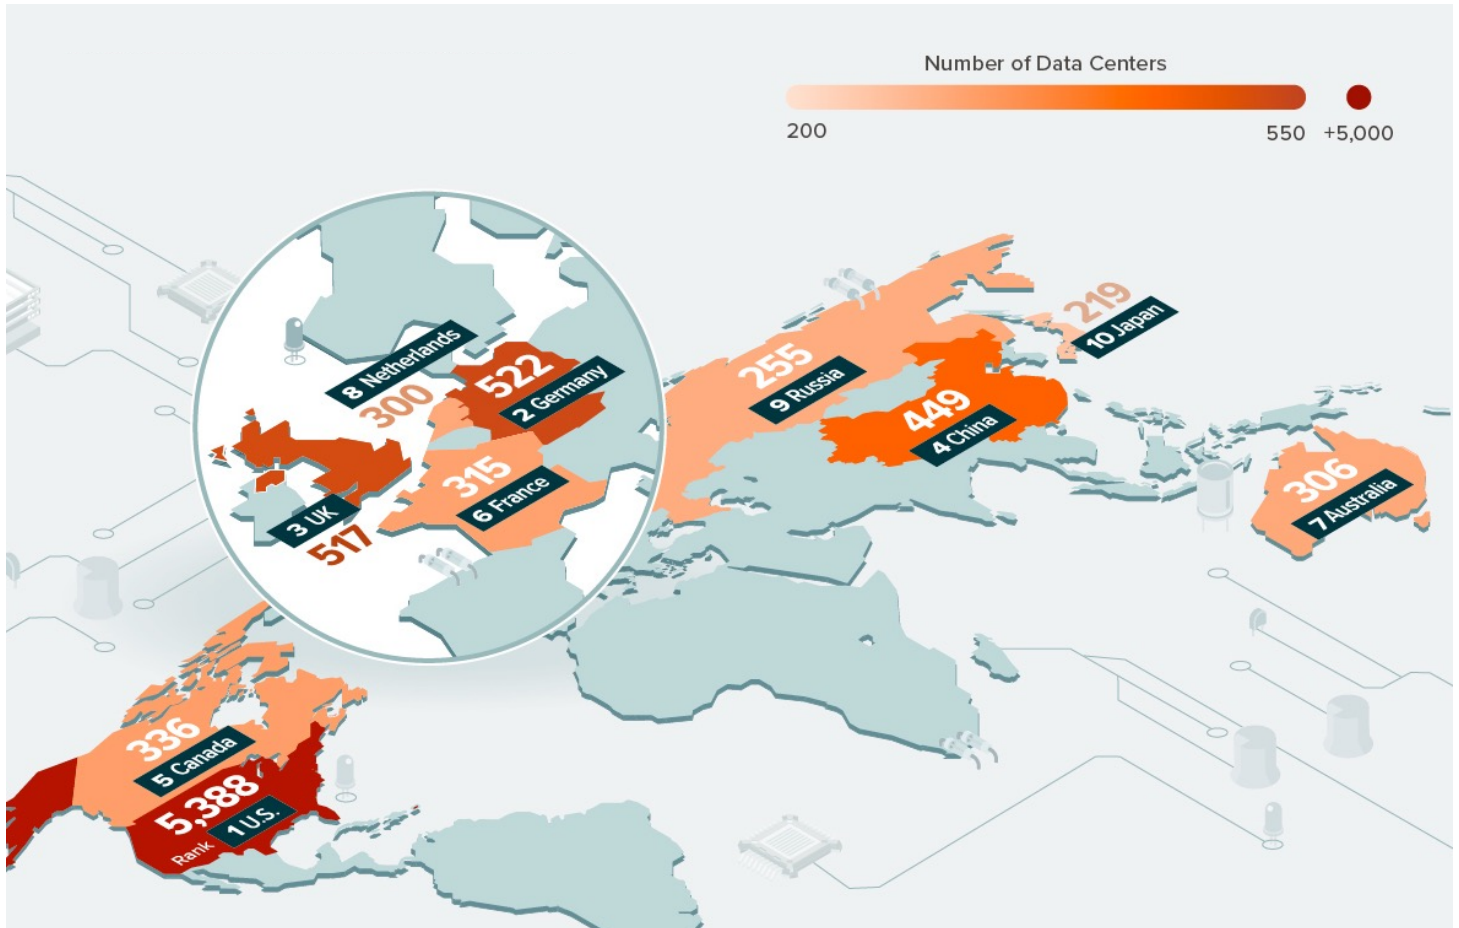 Number of Data Centers
200
550
+5,000
219
10 Japan
255
9 Russia
449
4 China
306
7 Australia
8 Netherlands
300
522
2 Germany
315
6 France
3 UK
517
336
5 Canada
5,388
1 U.S.
Rank